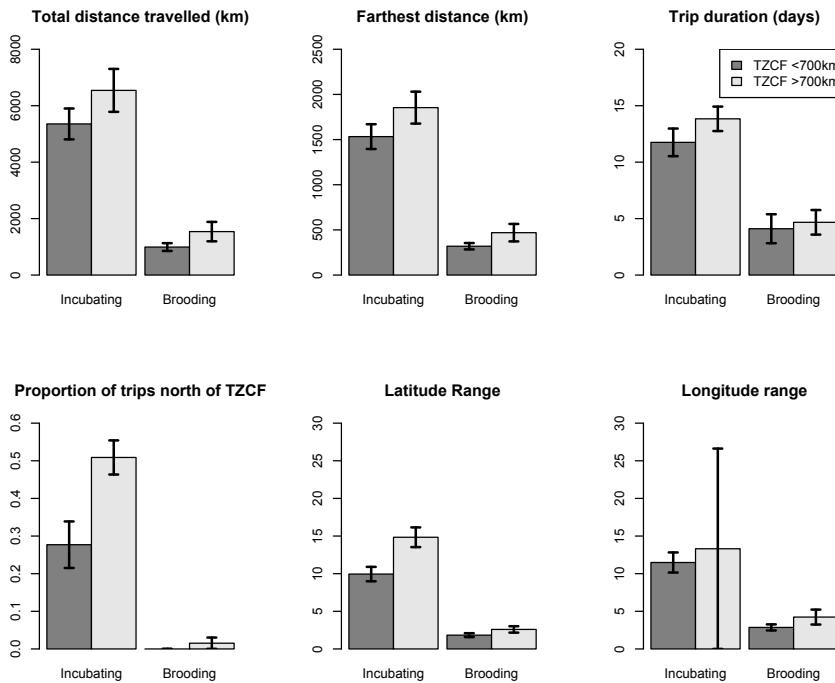 Total distance travelled (km)
Farthest distance (km)
Trip duration (days)
8000
6000
4000
2000
0
Incubating Brooding
2500
2000
1500
1000
500
0
Incubating Brooding
20
15
10
5
0
TZCF <700km
TZCF >700km
Incubating Brooding
Proportion of trips north of TZCF
Latitude Range
Longitude range
0.6
0.5
0.4
0.3
0.2
0.1
0.0
Incubating Brooding
30
25
20
15
10
5
0
Incubating Brooding
30
25
20
15
10
5
0
Incubating Brooding